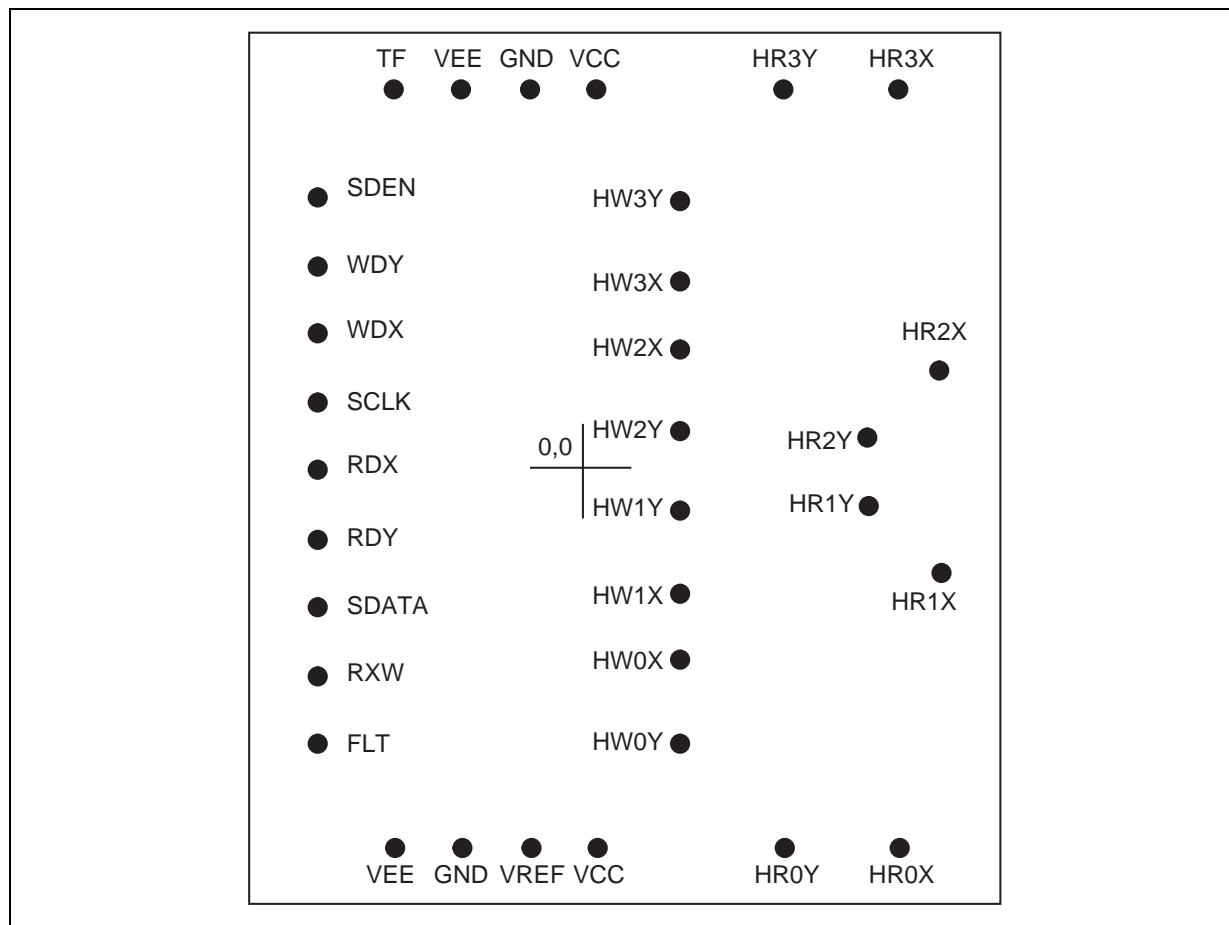 TF VEE GND VCC HR3Y HR3X
SDEN HW3Y
WDY HW3X
WDX HW2X HR2X
SCLK HW2Y HR2Y
0,0
RDX
HW1Y HR1Y
RDY
SDATA HW1X HR1X
RXW HW0X
FLT HW0Y
VEE GND VREF VCC HR0Y HR0X